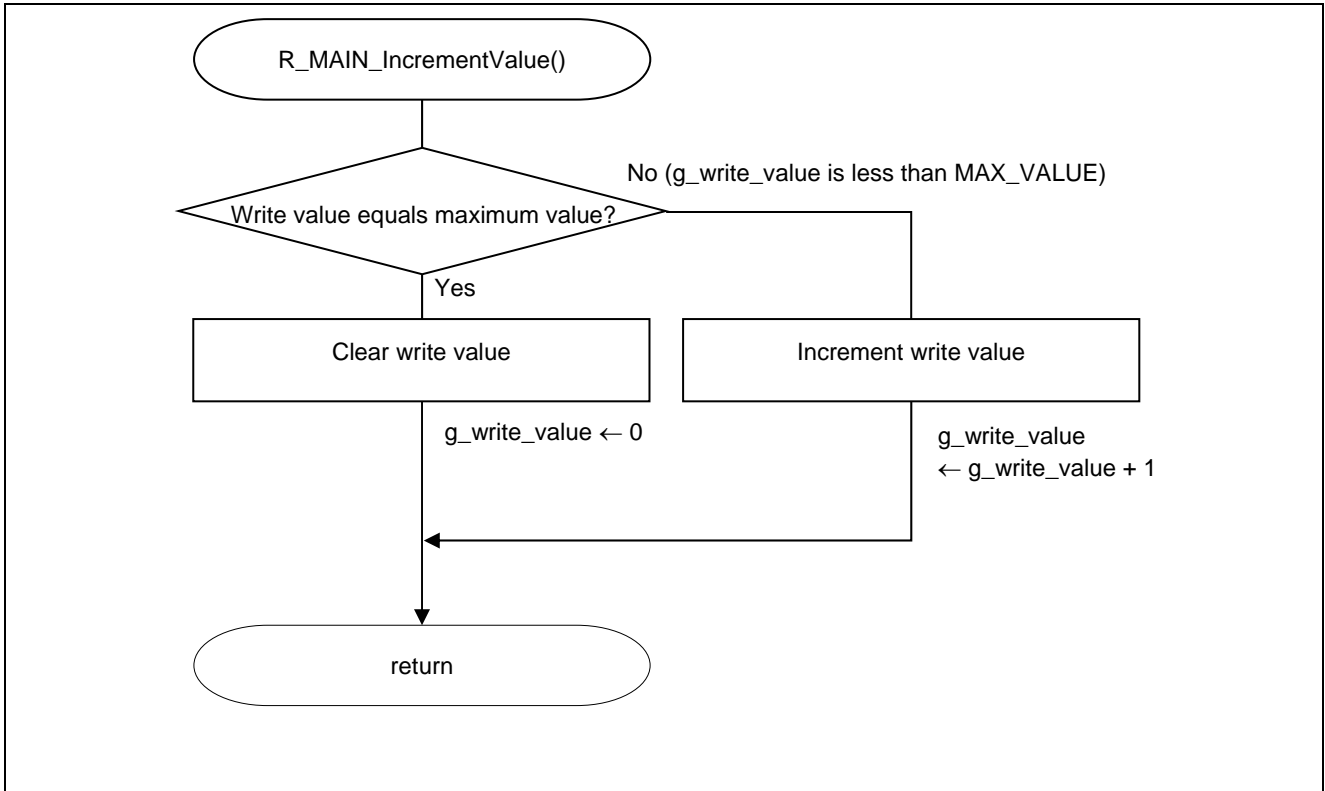 R_MAIN_IncrementValue()
No (g_write_value is less than MAX_VALUE)
Write value equals maximum value?
Yes
Clear write value
Increment write value
g_write_value ← 0
g_write_value
← g_write_value + 1
return